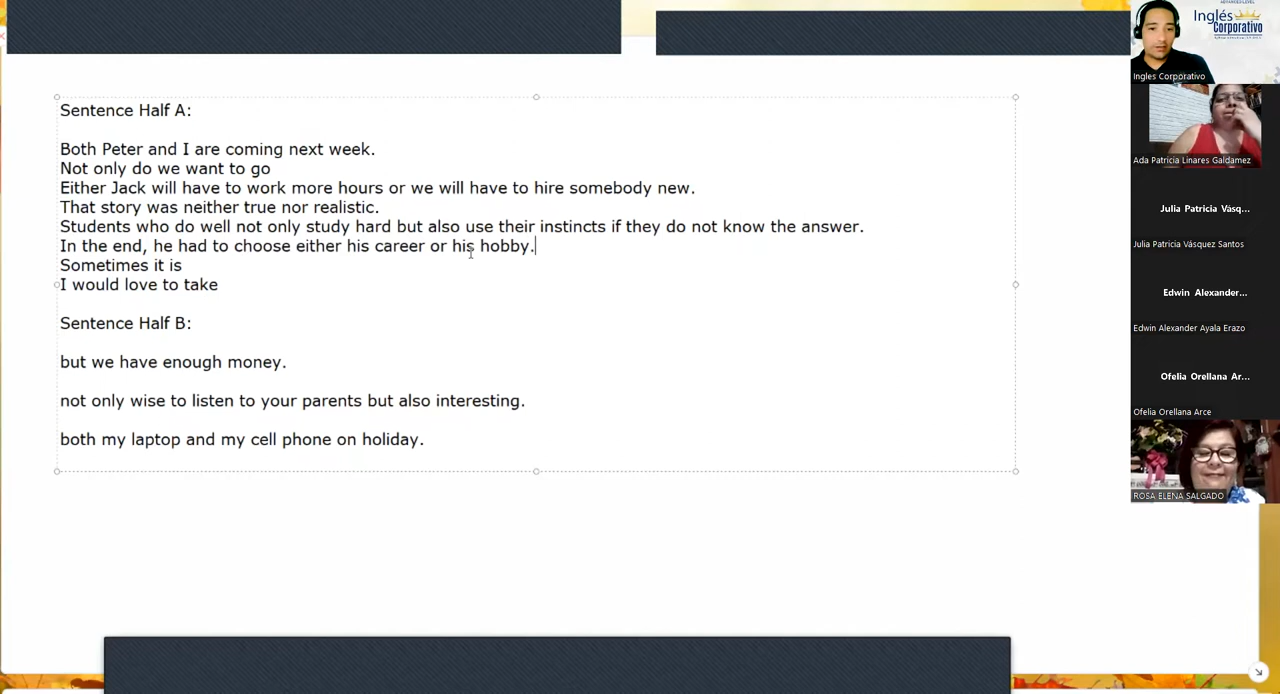 Sentence Half A:
Both Peter and I are coming next week.
Not only do we want to go
Either Jack will have to work more hours or we will have to hire somebody new.
That story was neither true nor realistic.
Students who do well not only study hard but also use their instincts if they do not know the answer.
In the end, he had to choose either his career or his hobby.
Sometimes it is
I would love to take
Sentence Half B:
but we have enough money.
not only wise to listen to your parents but also interesting.
both my laptop and my cell phone on holiday.
Inglés
Corporativo
Ingles Corporativo
Ada Patricia Linares Galdamez
Julia Patricia Vásq...
Julia Patricia Vásquez Santos
Edwin Alexander...
Edwin Alexander Ayala Erazo
Ofelia Orellana Ar...
Ofelia Orellana Arce
ROSA ELENA SALGADO